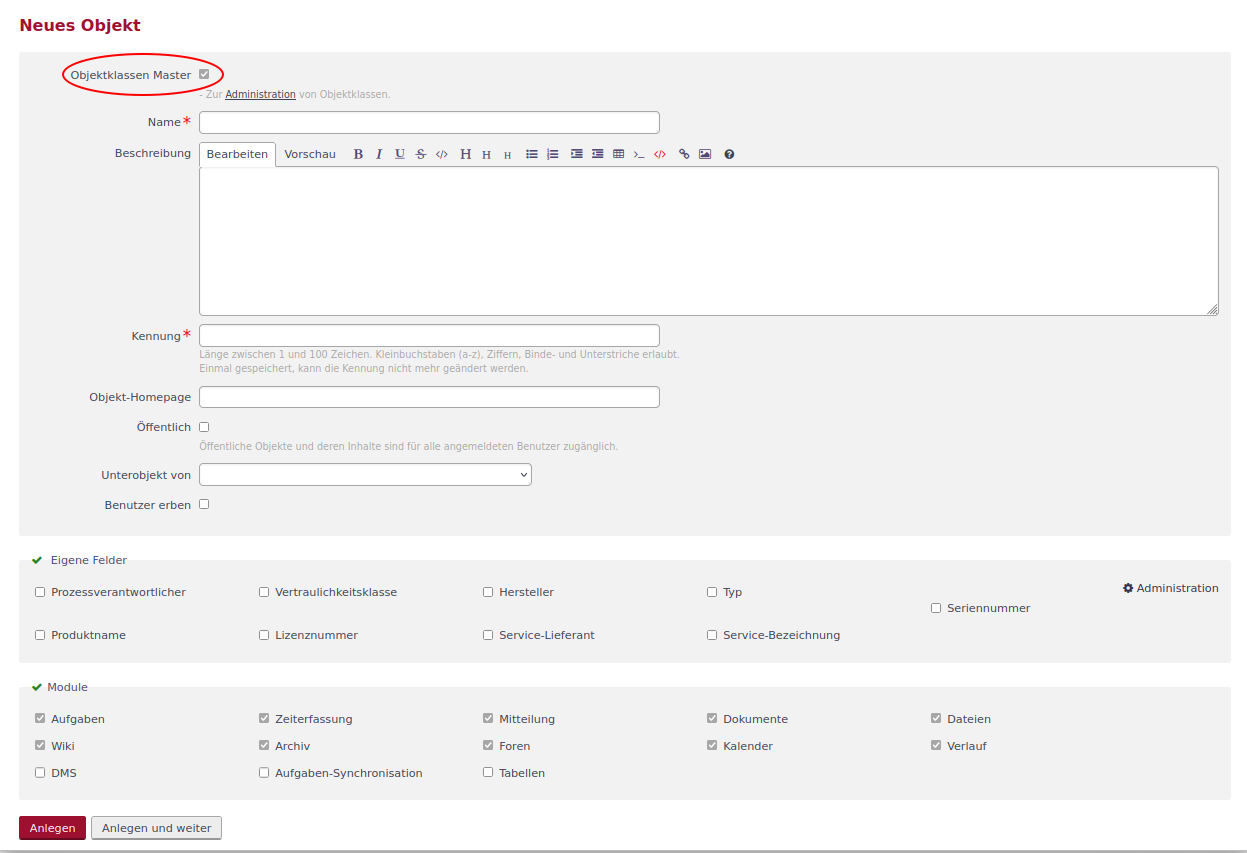 Neues Objekt
Objektklassen Master
- Zur Administration von Objektklassen.
Name*
Beschreibung Bearbeiten Vorschau B I U S </> H H H >_ </> ?
Kennung*
Länge zwischen 1 und 100 Zeichen. Kleinbuchstaben (a-z), Ziffern, Binde- und Unterstriche erlaubt.
Einmal gespeichert, kann die Kennung nicht mehr geändert werden.
Objekt-Homepage
Öffentlich
Öffentliche Objekte und deren Inhalte sind für alle angemeldeten Benutzer zugänglich.
Unterobjekt von
Benutzer erben
Eigene Felder
Administration
Prozessverantwortlicher Vertraulichkeitsklasse Hersteller Typ Seriennummer
Produktname Lizenznummer Service-Lieferant Service-Bezeichnung
Module
Aufgaben Zeiterfassung Mitteilung Dokumente Dateien
Wiki Archiv Foren Kalender Verlauf
DMS Aufgaben-Synchronisation Tabellen
Anlegen Anlegen und weiter